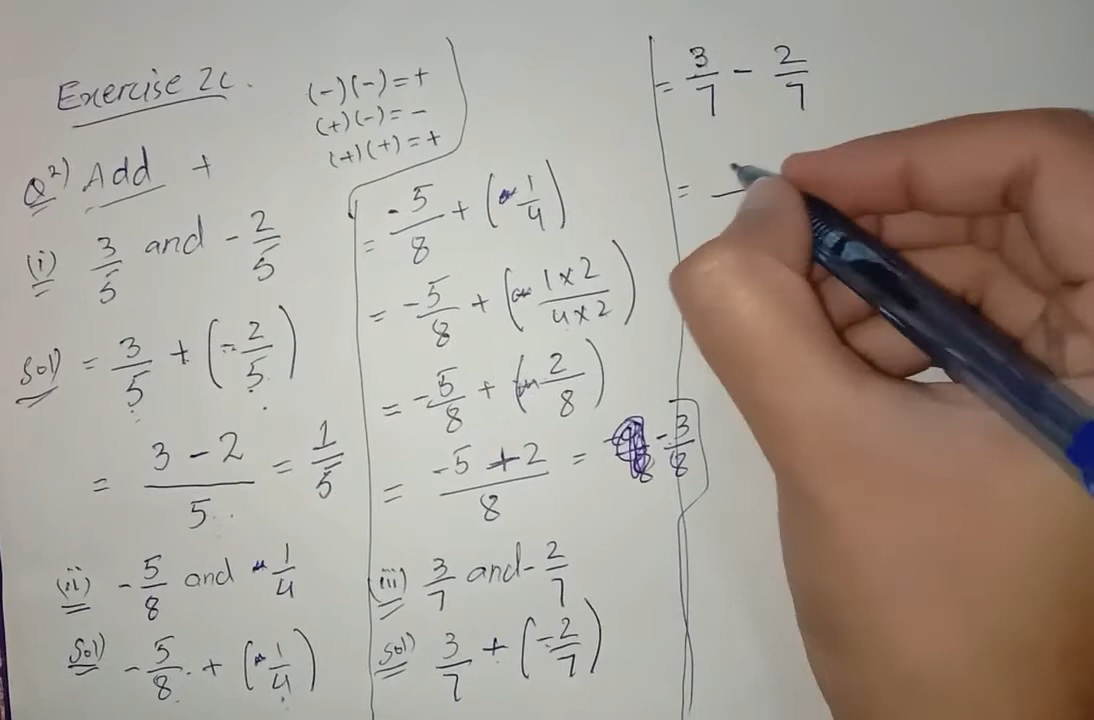 Exercise 2c.
(-)(-) = +
(+)(-) = -
(+)(+) = +
Q 2) Add +
(i) 3/5 and - 2/5
Sol) = 3/5 + (- 2/5)
= 3 - 2 / 5 = 1/5
(ii) - 5/8 and 1/4
Sol) - 5/8 + (1/4)
= - 5/8 + (1/4)
= - 5/8 + (1 x 2 / 4 x 2)
= - 5/8 + (2/8)
= -5 + 2 / 8 = - 3/8
(iii) 3/7 and - 2/7
Sol) 3/7 + (- 2/7)
= 3/7 - 2/7
=